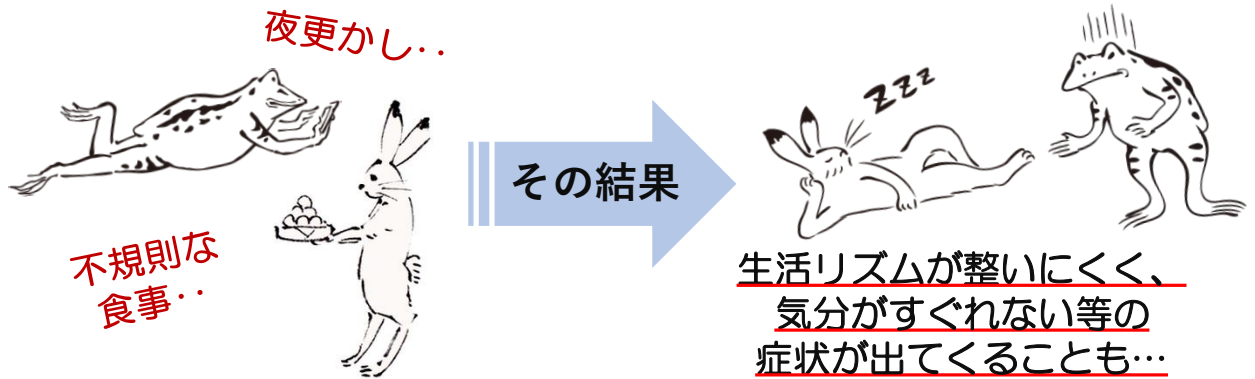 夜更かし‥
不規則な
食事‥
その結果
zzz
生活リズムが整いにくく、
気分がすぐれない等の
症状が出てくることも…